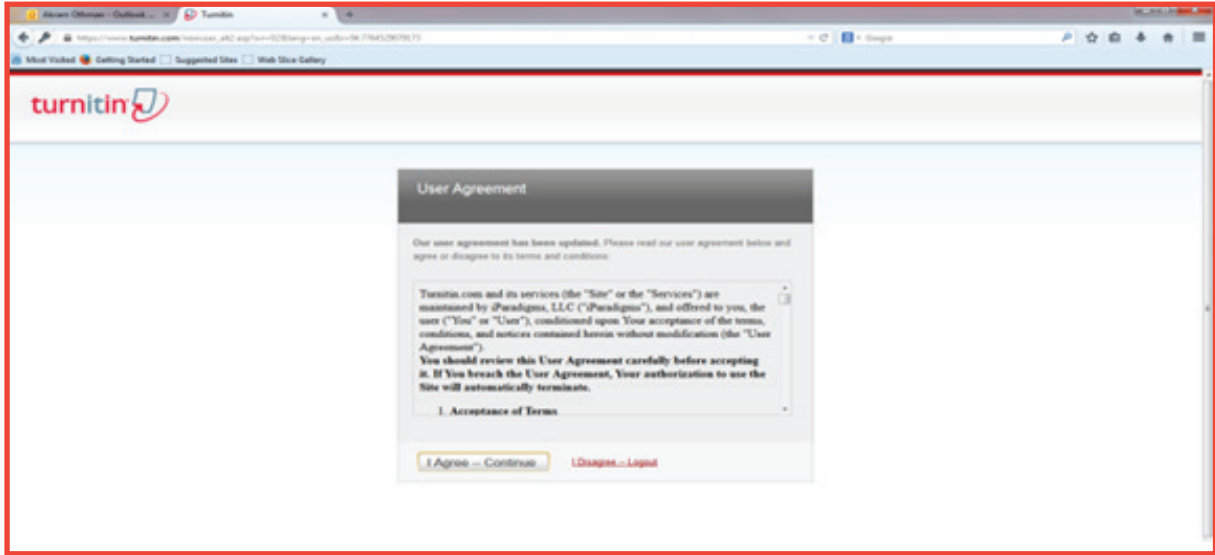 Akram Othman - Outlook...
Turnitin
Google
Most Visited Getting Started Suggested Sites Web Slice Gallery
turnitin
User Agreement
Our user agreement has been updated. Please read our user agreement below and
agree or disagree to its terms and conditions:
Turnitin.com and its services (the "Site" or the "Services") are
maintained by iParadigms, LLC ("iParadigms"), and offered to you, the
user ("You" or "User"), conditioned upon Your acceptance of the terms,
conditions, and notices contained herein without modification (the "User
Agreement").
You should review this User Agreement carefully before accepting
it. If You breach the User Agreement, Your authorization to use the
Site will automatically terminate.
1. Acceptance of Terms
I Agree -- Continue
I Disagree -- Logout